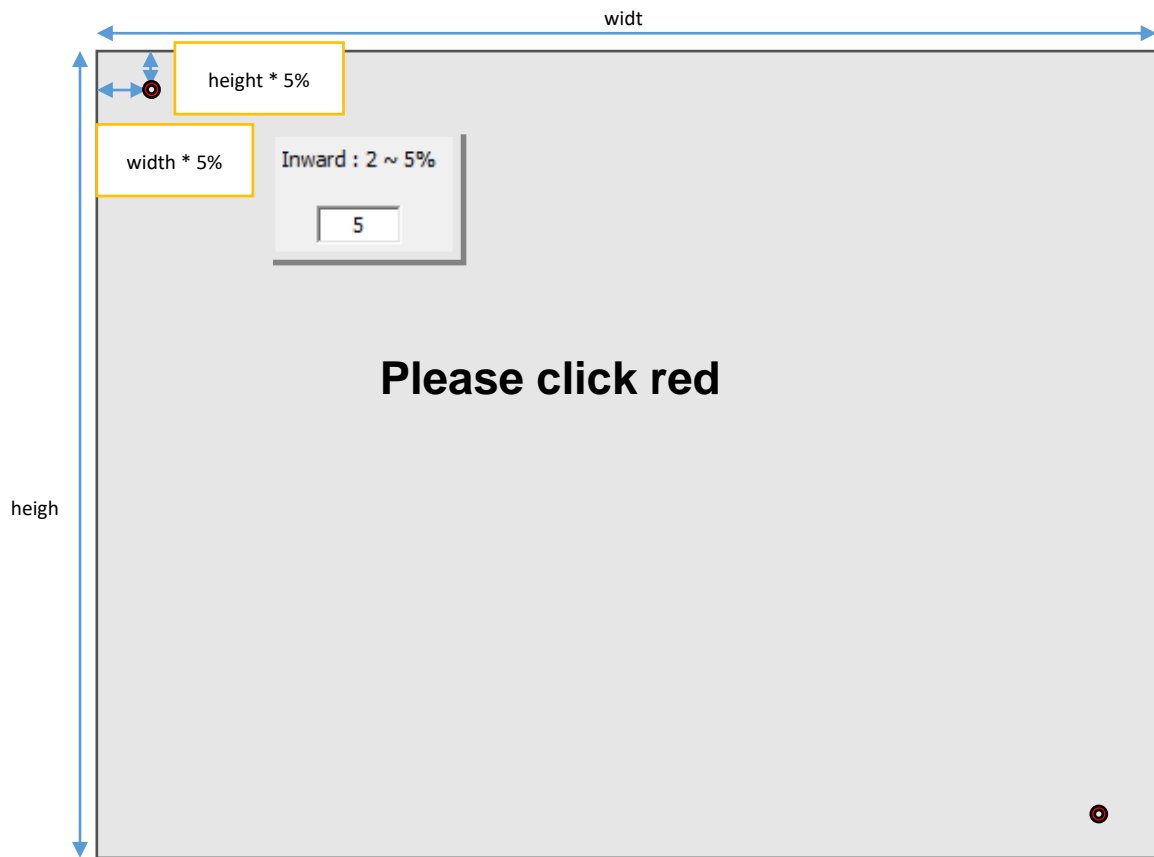 widt
height * 5%
width * 5%
Inward : 2 ~ 5%
5
Please click red
heigh